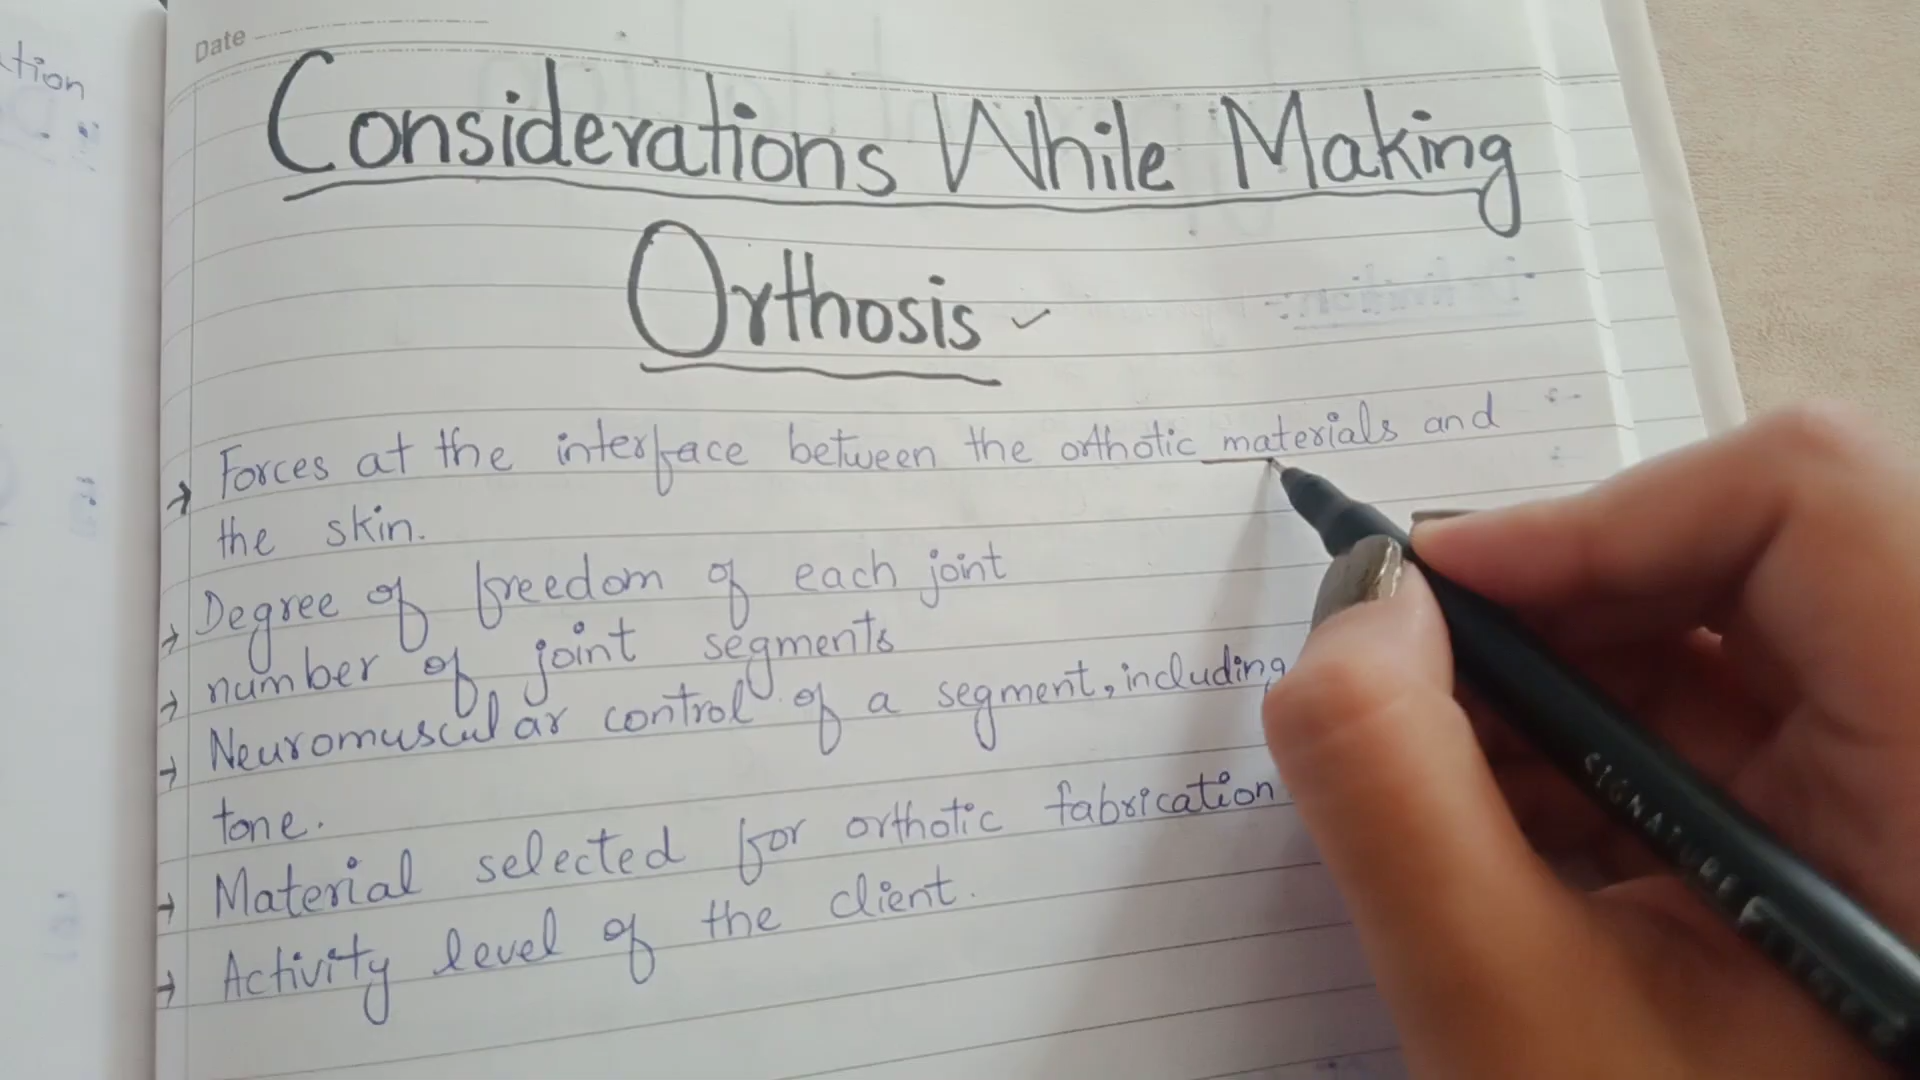 Date
ation
Considerations While Making
Orthosis
→ Forces at the interface between the orthotic materials and
the skin.
→ Degree of freedom of each joint
→ number of joint segments
→ Neuromuscular control of a segment, including
tone.
→ Material selected for orthotic fabrication
→ Activity level of the client.
SIGNATURE